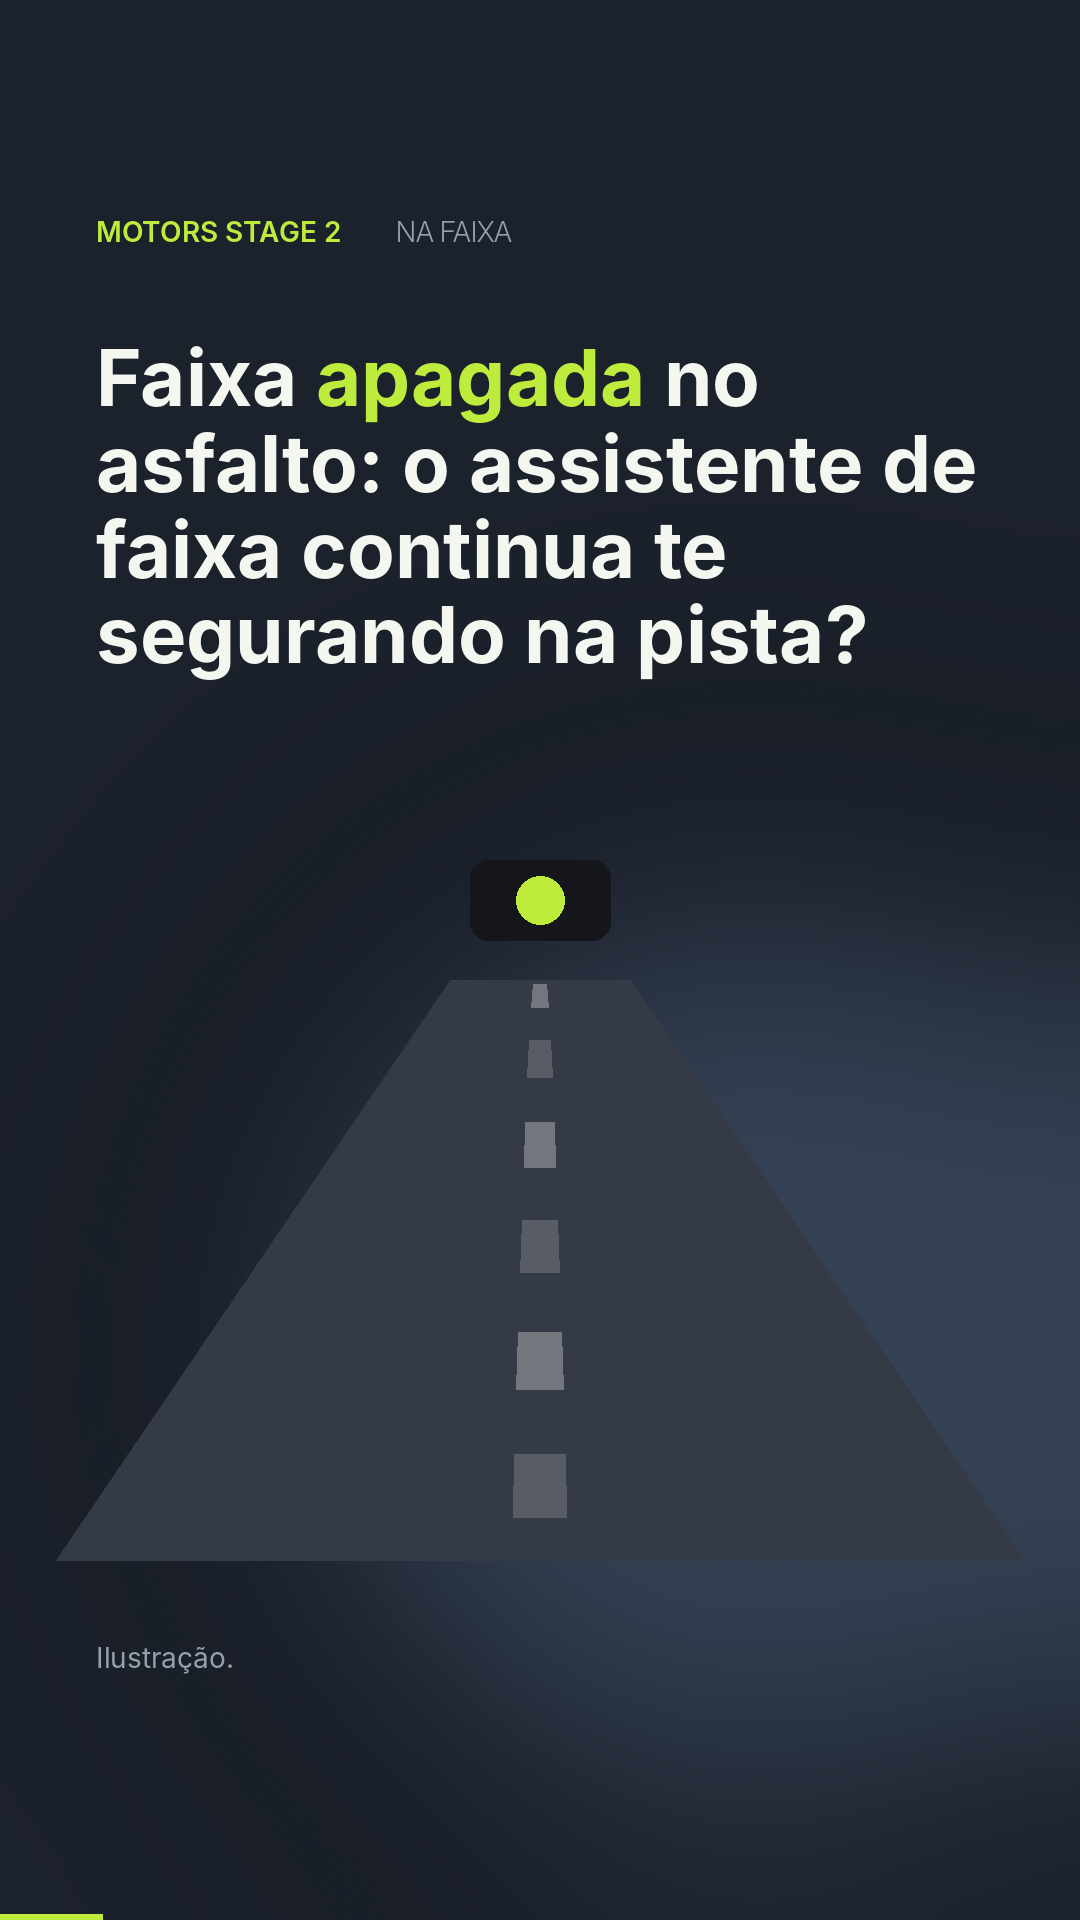 MOTORS STAGE 2 NA FAIXA
Faixa apagada no
asfalto: o assistente de
faixa continua te
segurando na pista?
Ilustração.